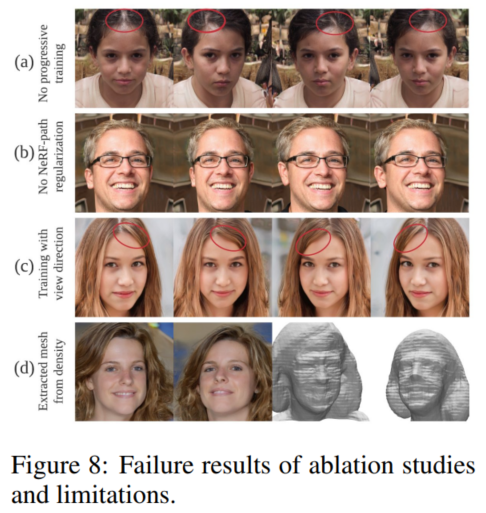 (a)
No progressive
training
(b)
No NeRF-path
regularization
(c)
Training with
view direction
(d)
Extracted mesh
from density
Figure 8: Failure results of ablation studies
and limitations.